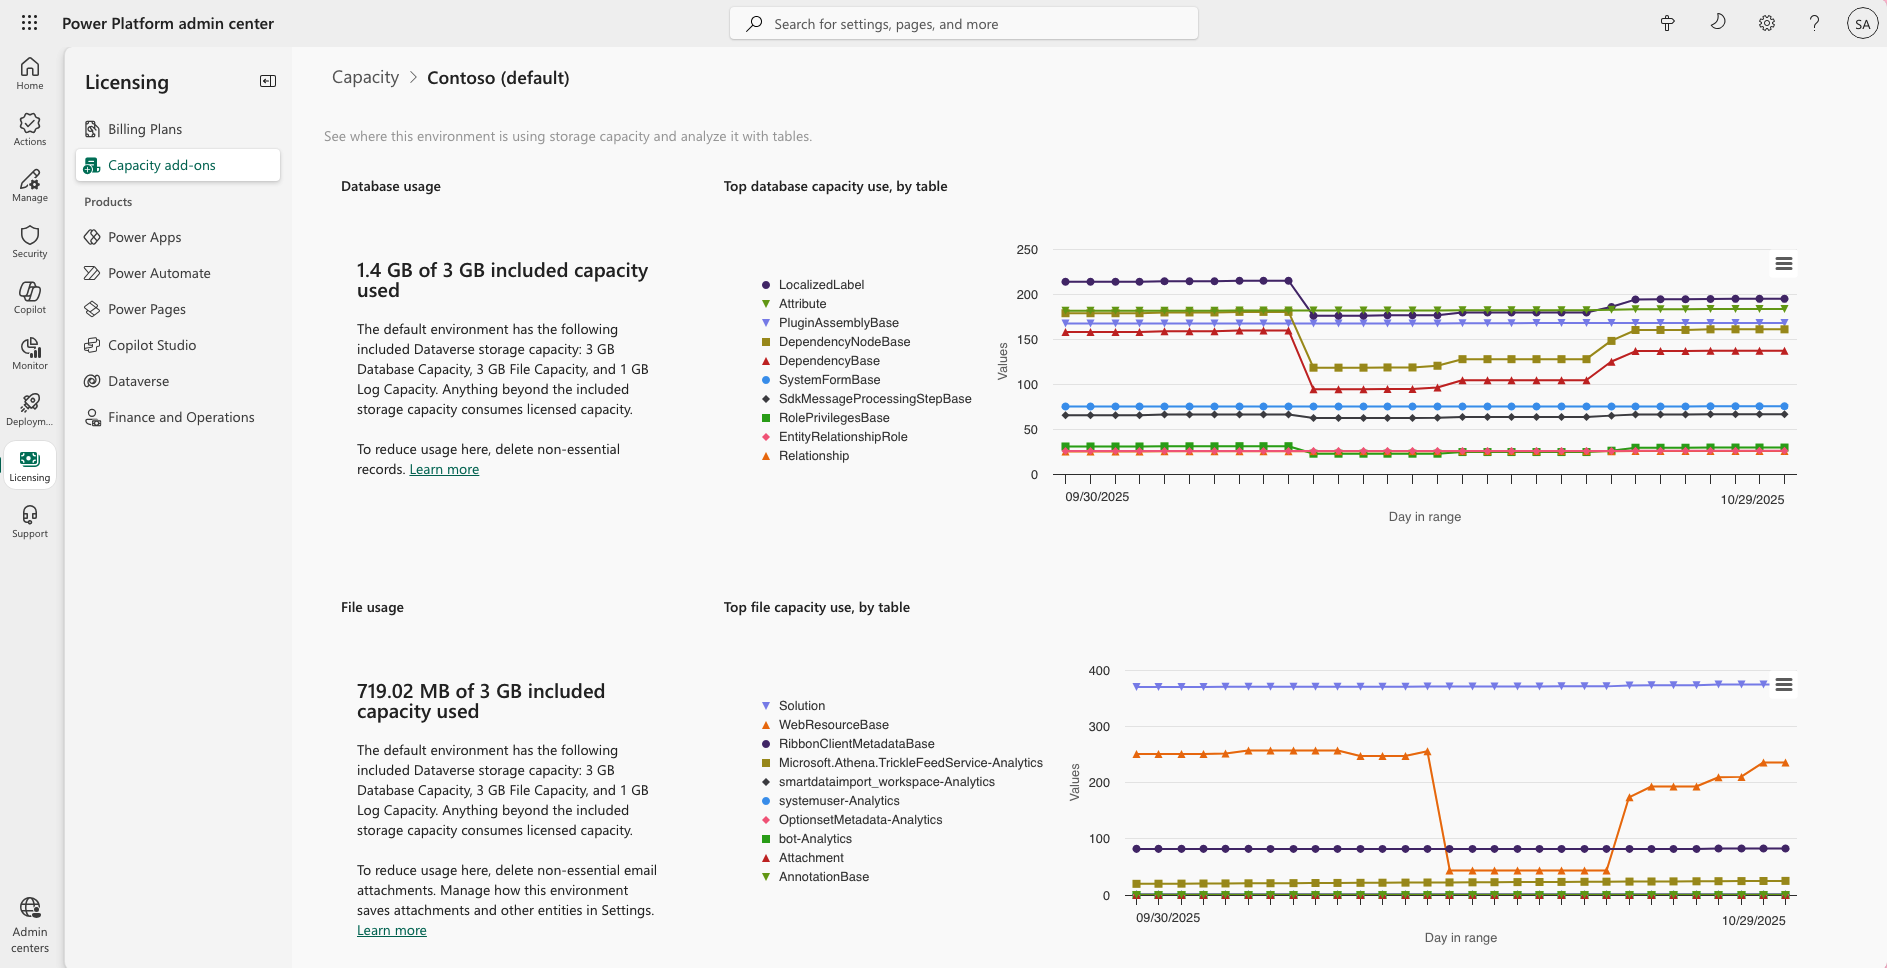 Power Platform admin center
Search for settings, pages, and more
SA
Home
Actions
Manage
Security
Copilot
Monitor
Deploym...
Licensing
Support
Admin
centers
Licensing
Billing Plans
Capacity add-ons
Products
Power Apps
Power Automate
Power Pages
Copilot Studio
Dataverse
Finance and Operations
Capacity > Contoso (default)
See where this environment is using storage capacity and analyze it with tables.
Database usage
1.4 GB of 3 GB included capacity
used
The default environment has the following
included Dataverse storage capacity: 3 GB
Database Capacity, 3 GB File Capacity, and 1 GB
Log Capacity. Anything beyond the included
storage capacity consumes licensed capacity.
To reduce usage here, delete non-essential
records. Learn more
Top database capacity use, by table
LocalizedLabel
Attribute
PluginAssemblyBase
DependencyNodeBase
DependencyBase
SystemFormBase
SdkMessageProcessingStepBase
RolePrivilegesBase
EntityRelationshipRole
Relationship
Values
250
200
150
100
50
0
09/30/2025
10/29/2025
Day in range
File usage
719.02 MB of 3 GB included
capacity used
The default environment has the following
included Dataverse storage capacity: 3 GB
Database Capacity, 3 GB File Capacity, and 1 GB
Log Capacity. Anything beyond the included
storage capacity consumes licensed capacity.
To reduce usage here, delete non-essential email
attachments. Manage how this environment
saves attachments and other entities in Settings.
Learn more
Top file capacity use, by table
Solution
WebResourceBase
RibbonClientMetadataBase
Microsoft.Athena.TrickleFeedService-Analytics
smartdataimport_workspace-Analytics
systemuser-Analytics
OptionsetMetadata-Analytics
bot-Analytics
Attachment
AnnotationBase
Values
400
300
200
100
0
09/30/2025
10/29/2025
Day in range